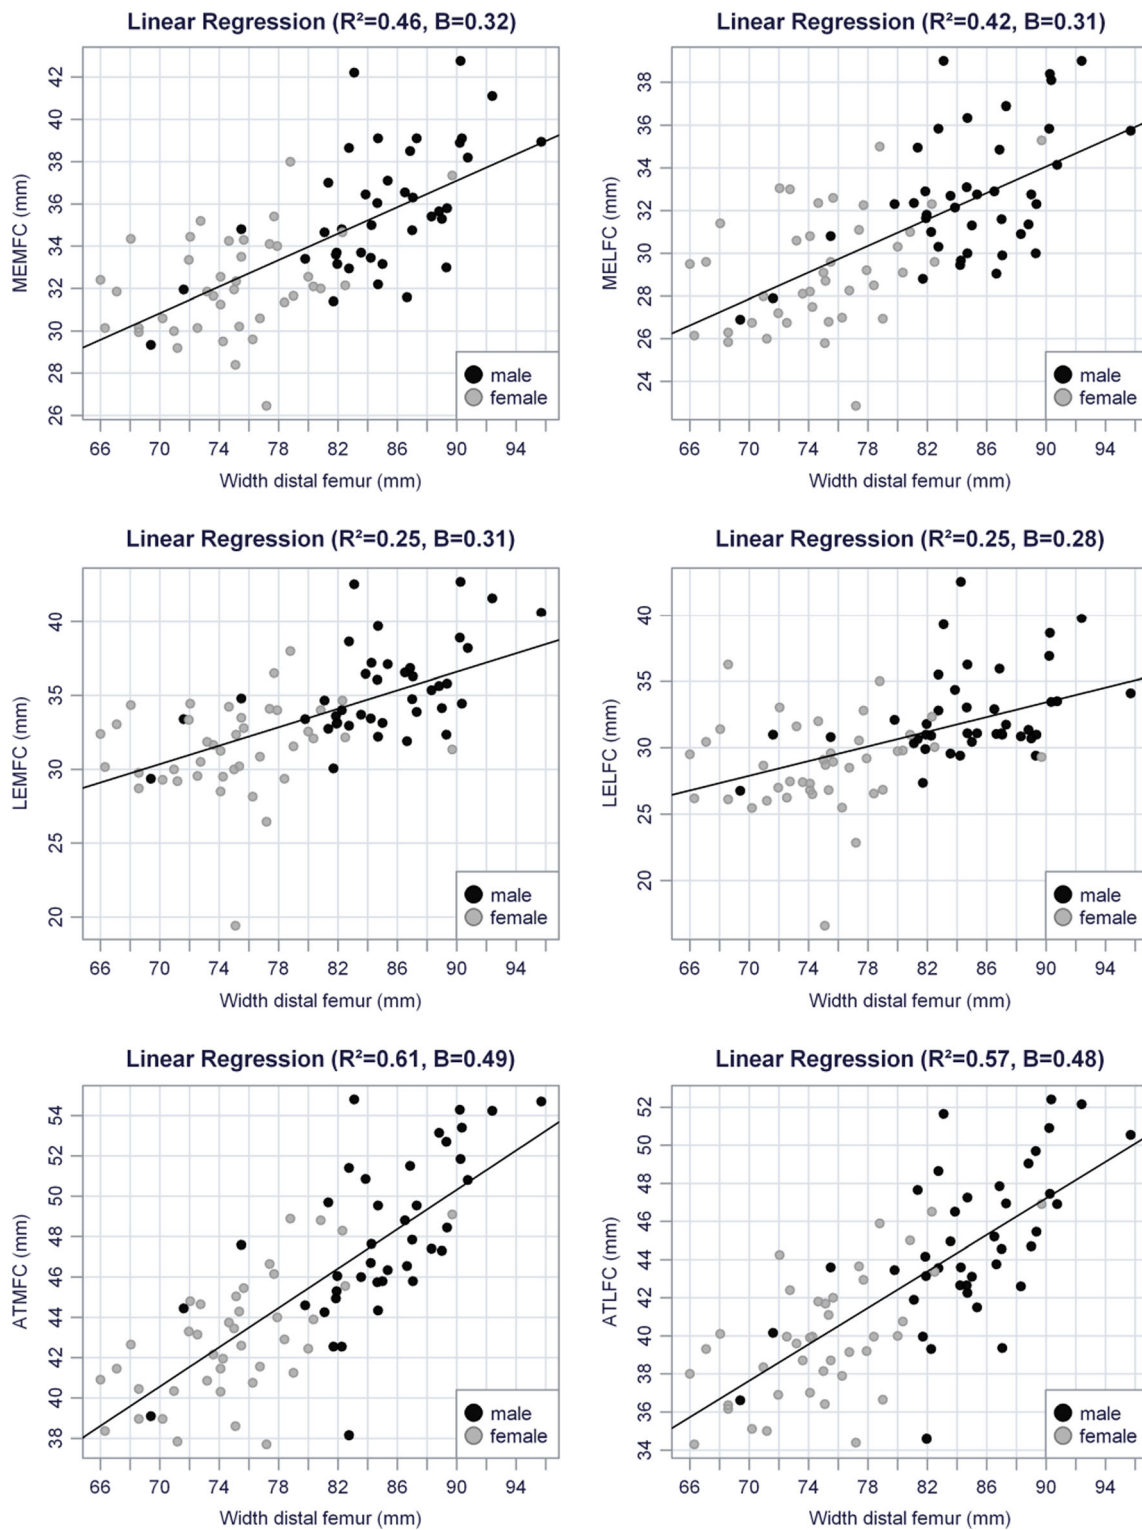 Linear Regression (R²=0.46, B=0.32)
MEMFC (mm)
42
40
38
36
34
32
30
28
26
male
female
66 70 74 78 82 86 90 94
Width distal femur (mm)
Linear Regression (R²=0.42, B=0.31)
MELFC (mm)
38
36
34
32
30
28
26
24
male
female
66 70 74 78 82 86 90 94
Width distal femur (mm)
Linear Regression (R²=0.25, B=0.31)
LEMFC (mm)
40
35
30
25
20
male
female
66 70 74 78 82 86 90 94
Width distal femur (mm)
Linear Regression (R²=0.25, B=0.28)
LELFC (mm)
40
35
30
25
20
male
female
66 70 74 78 82 86 90 94
Width distal femur (mm)
Linear Regression (R²=0.61, B=0.49)
ATMFC (mm)
54
52
50
48
46
44
42
40
38
male
female
66 70 74 78 82 86 90 94
Width distal femur (mm)
Linear Regression (R²=0.57, B=0.48)
ATLFC (mm)
52
50
48
46
44
42
40
38
36
34
male
female
66 70 74 78 82 86 90 94
Width distal femur (mm)